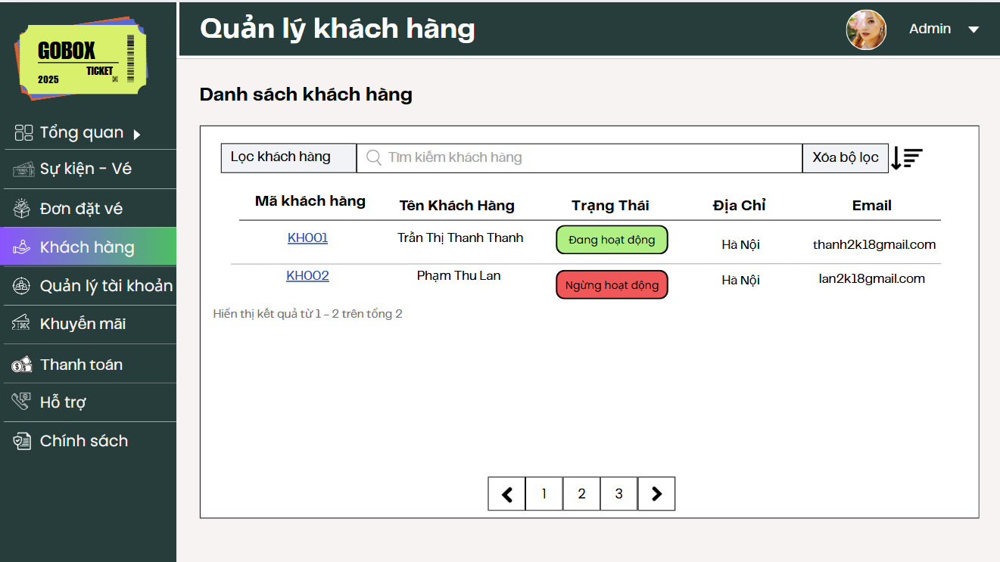 GOBOX
TICKET
2025
Tổng quan
Sự kiện - Vé
Đơn đặt vé
Khách hàng
Quản lý tài khoản
Khuyến mãi
Thanh toán
Hỗ trợ
Chính sách
Quản lý khách hàng
Admin
Danh sách khách hàng
Lọc khách hàng
Tìm kiếm khách hàng
Xóa bộ lọc
Mã khách hàng Tên Khách Hàng Trạng Thái Địa Chỉ Email
KH001 Trần Thị Thanh Thanh Đang hoạt động Hà Nội thanh2k18gmail.com
KH002 Phạm Thu Lan Ngừng hoạt động Hà Nội lan2k18gmail.com
Hiển thị kết quả từ 1 - 2 trên tổng 2
1 2 3